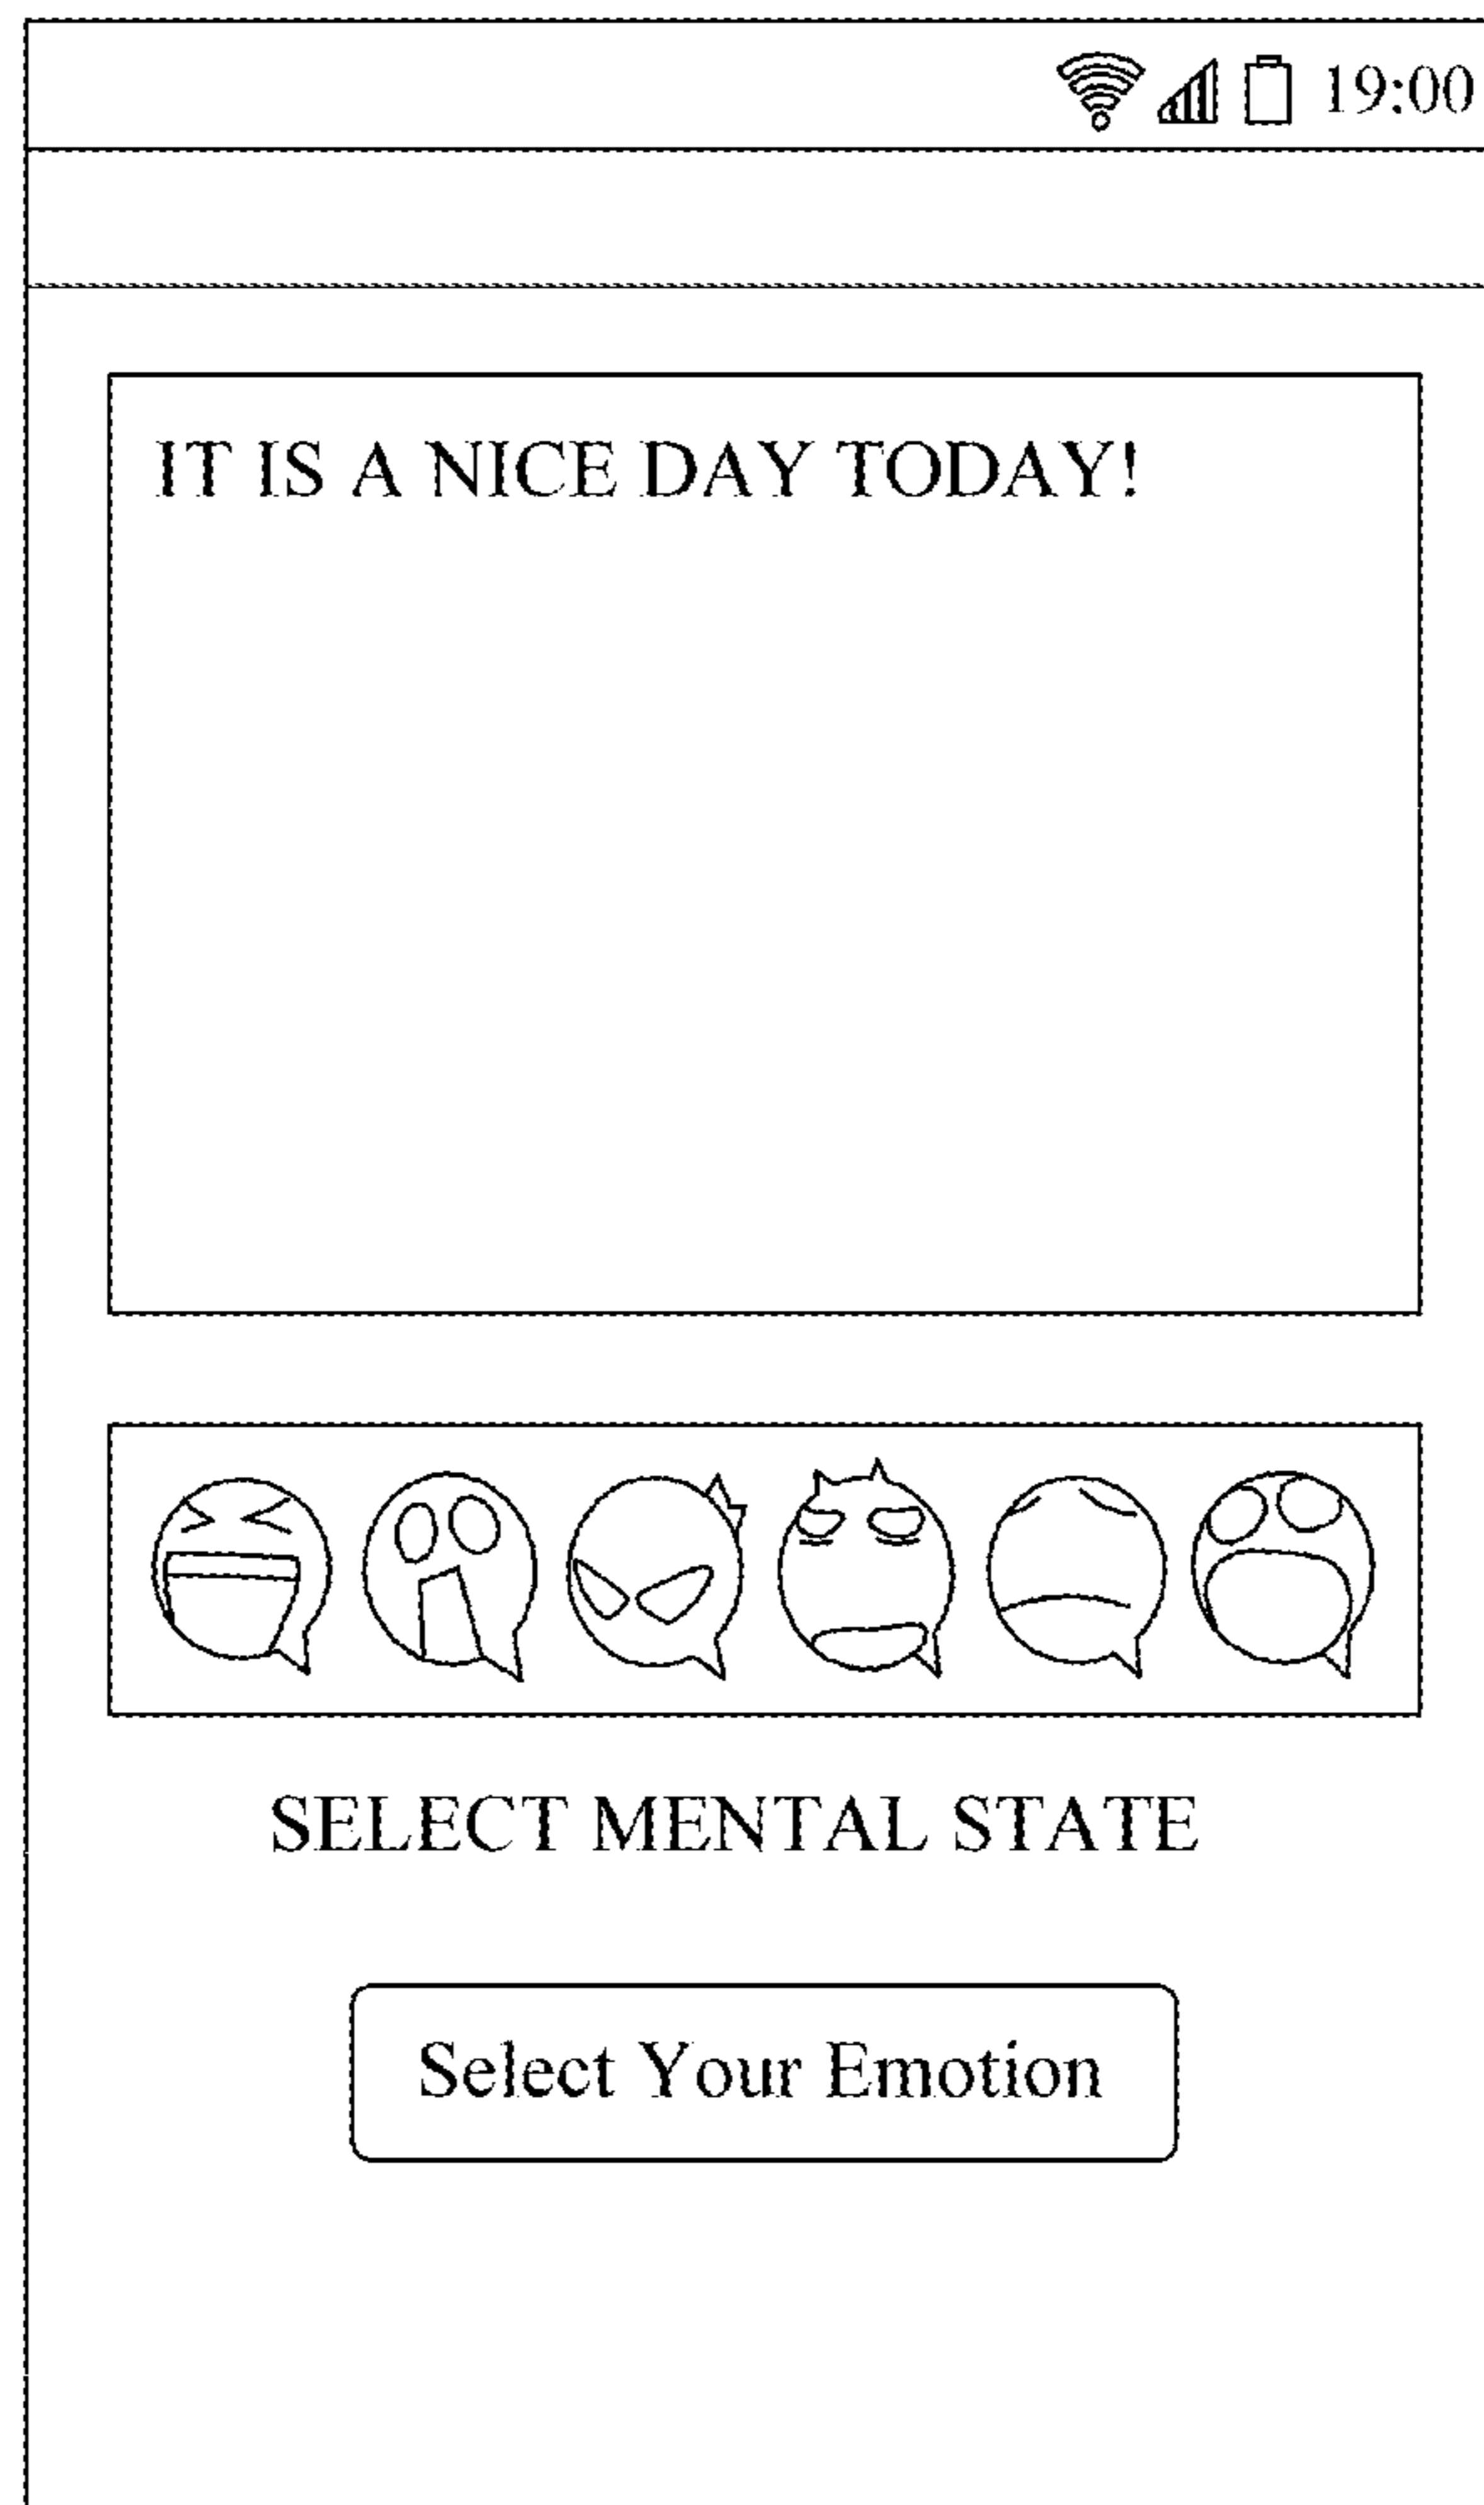 19:00
IT IS A NICE DAY TODAY!
SELECT MENTAL STATE
Select Your Emotion